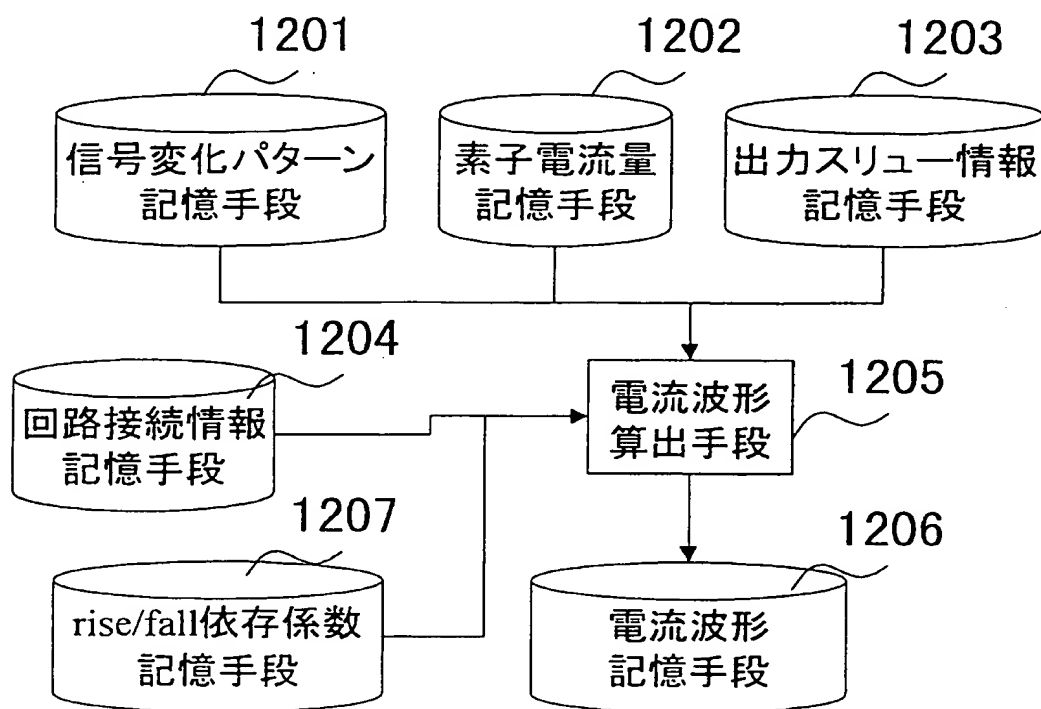 1201
1202
1203
信号変化パターン
記憶手段
素子電流量
記憶手段
出力スリュー情報
記憶手段
1204
回路接続情報
記憶手段
電流波形
算出手段
1205
1207
rise/fall依存係数
記憶手段
1206
電流波形
記憶手段